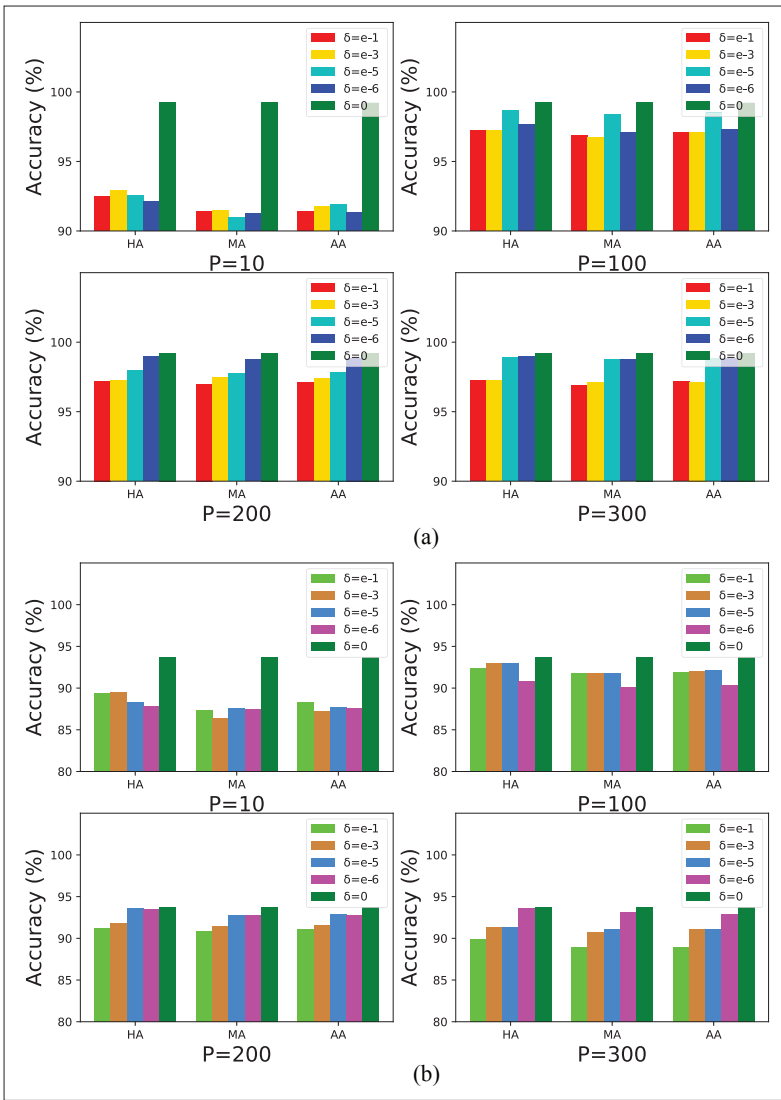 δ=e-1
δ=e-3
δ=e-5
δ=e-6
δ=0
Accuracy (%)
100
95
90
HA
MA
AA
P=10
δ=e-1
δ=e-3
δ=e-5
δ=e-6
δ=0
Accuracy (%)
100
95
90
HA
MA
AA
P=100
δ=e-1
δ=e-3
δ=e-5
δ=e-6
δ=0
Accuracy (%)
100
95
90
HA
MA
AA
P=200
δ=e-1
δ=e-3
δ=e-5
δ=e-6
δ=0
Accuracy (%)
100
95
90
HA
MA
AA
P=300
(a)
δ=e-1
δ=e-3
δ=e-5
δ=e-6
δ=0
Accuracy (%)
100
95
90
85
80
HA
MA
AA
P=10
δ=e-1
δ=e-3
δ=e-5
δ=e-6
δ=0
Accuracy (%)
100
95
90
85
80
HA
MA
AA
P=100
δ=e-1
δ=e-3
δ=e-5
δ=e-6
δ=0
Accuracy (%)
100
95
90
85
80
HA
MA
AA
P=200
δ=e-1
δ=e-3
δ=e-5
δ=e-6
δ=0
Accuracy (%)
100
95
90
85
80
HA
MA
AA
P=300
(b)